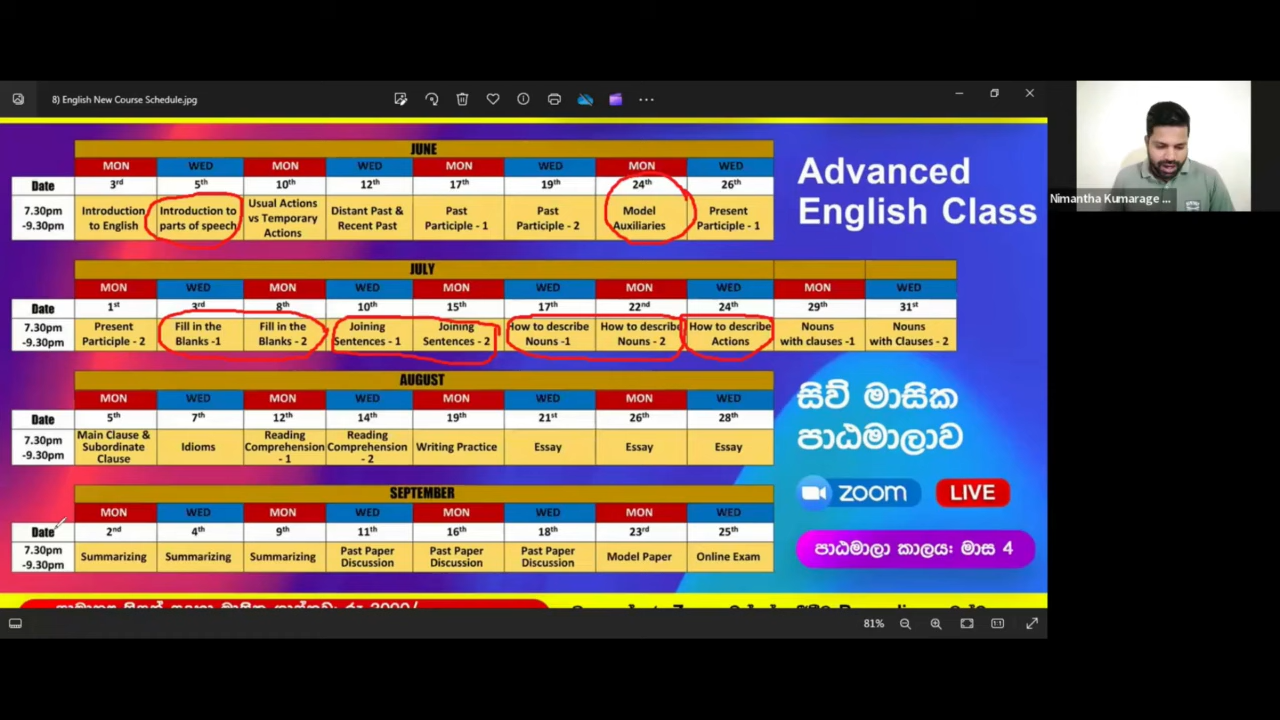 8) English New Course Schedule.jpg
JUNE
MON WED MON WED MON WED MON WED
Date 3rd 5th 10th 12th 17th 19th 24th 26th
7.30pm -9.30pm
Introduction to English
Introduction to parts of speech
Usual Actions vs Temporary Actions
Distant Past & Recent Past
Past Participle - 1
Past Participle - 2
Model Auxiliaries
Present Participle - 1
JULY
MON WED MON WED MON WED MON WED MON WED
Date 1st 3rd 8th 10th 15th 17th 22nd 24th 29th 31st
7.30pm -9.30pm
Present Participle - 2
Fill in the Blanks -1
Fill in the Blanks - 2
Joining Sentences - 1
Joining Sentences - 2
How to describe Nouns -1
How to describe Nouns - 2
How to describe Actions
Nouns with clauses -1
Nouns with Clauses - 2
AUGUST
MON WED MON WED MON WED MON WED
Date 5th 7th 12th 14th 19th 21st 26th 28th
7.30pm -9.30pm
Main Clause & Subordinate Clause
Idioms
Reading Comprehension - 1
Reading Comprehension - 2
Writing Practice
Essay
Essay
Essay
SEPTEMBER
MON WED MON WED MON WED MON WED
Date 2nd 4th 9th 11th 16th 18th 23rd 25th
7.30pm -9.30pm
Summarizing
Summarizing
Summarizing
Past Paper Discussion
Past Paper Discussion
Past Paper Discussion
Model Paper
Online Exam
Advanced
English Class
සිව් මාසික
පාඨමාලාව
zoom LIVE
පාඨමාලා කාලය: මාස 4
81%
Nimantha Kumarage ...